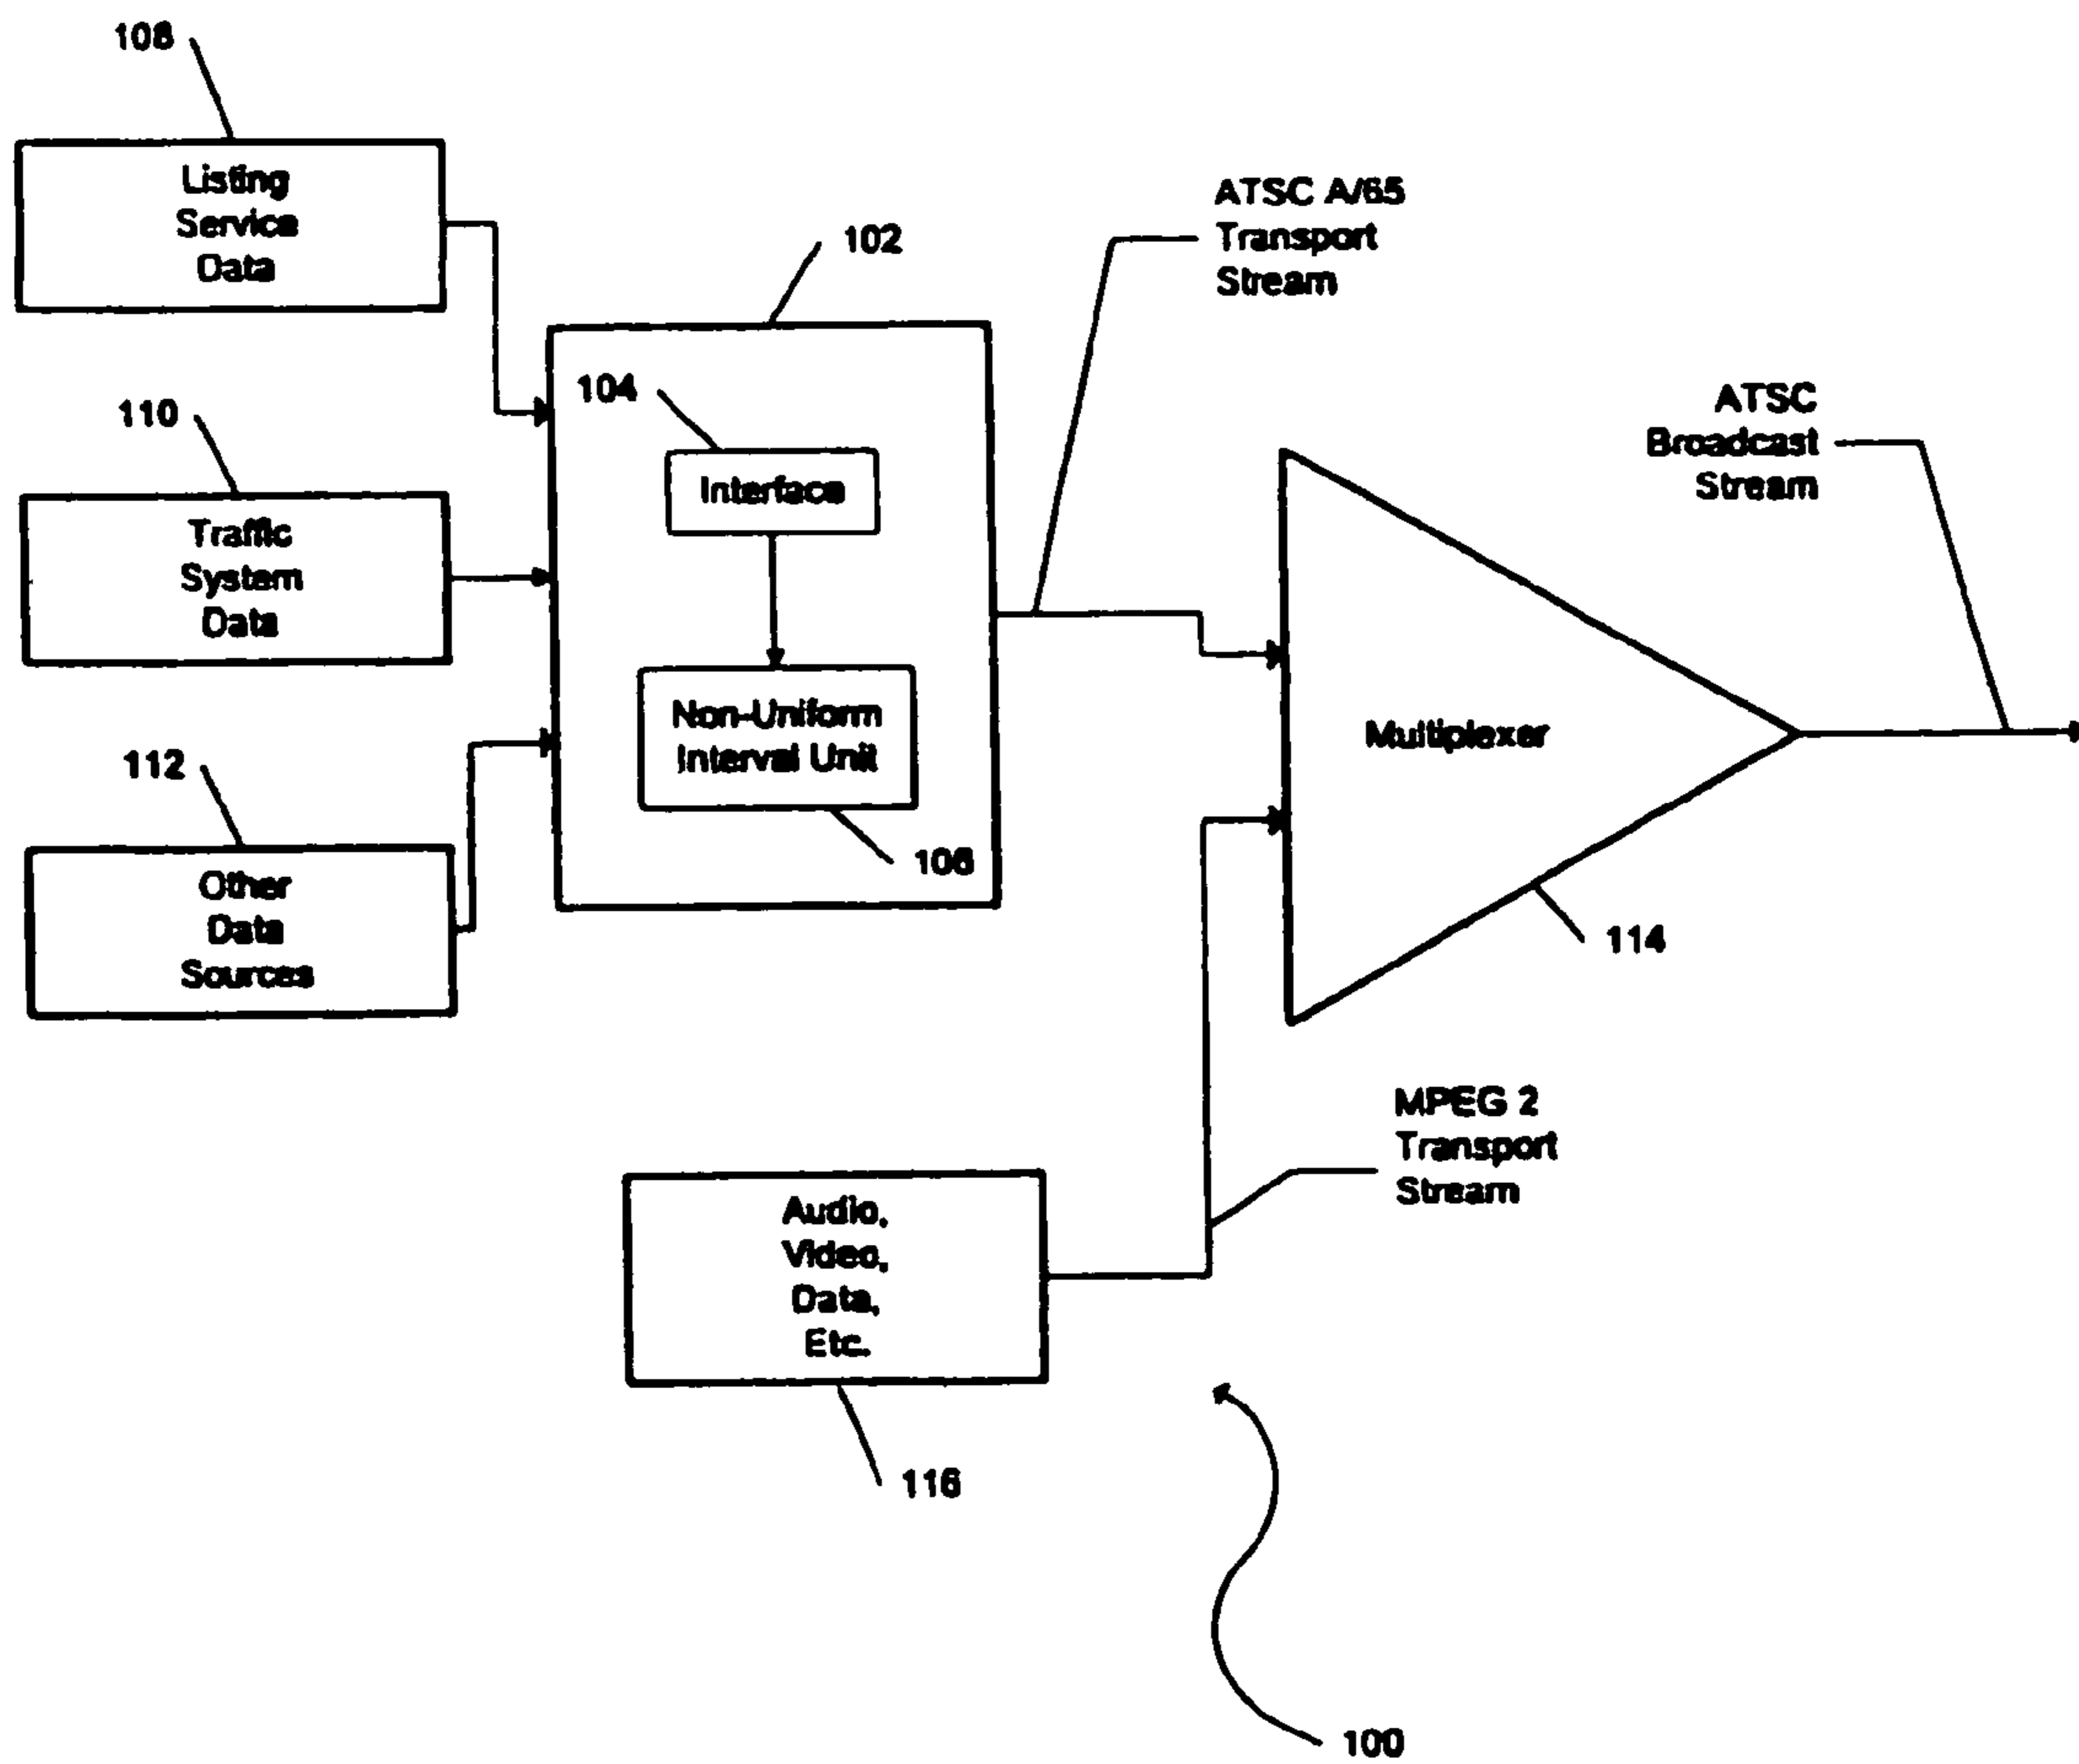 108
Listing
Service
Data
110
Traffic
System
Data
112
Other
Data
Sources
102
104
Interface
Non-Uniform
Interval Unit
106
ATSC A/65
Transport
Stream
ATSC
Broadcast
Stream
Multiplexer
114
MPEG 2
Transport
Stream
Audio,
Video,
Data,
Etc.
116
100